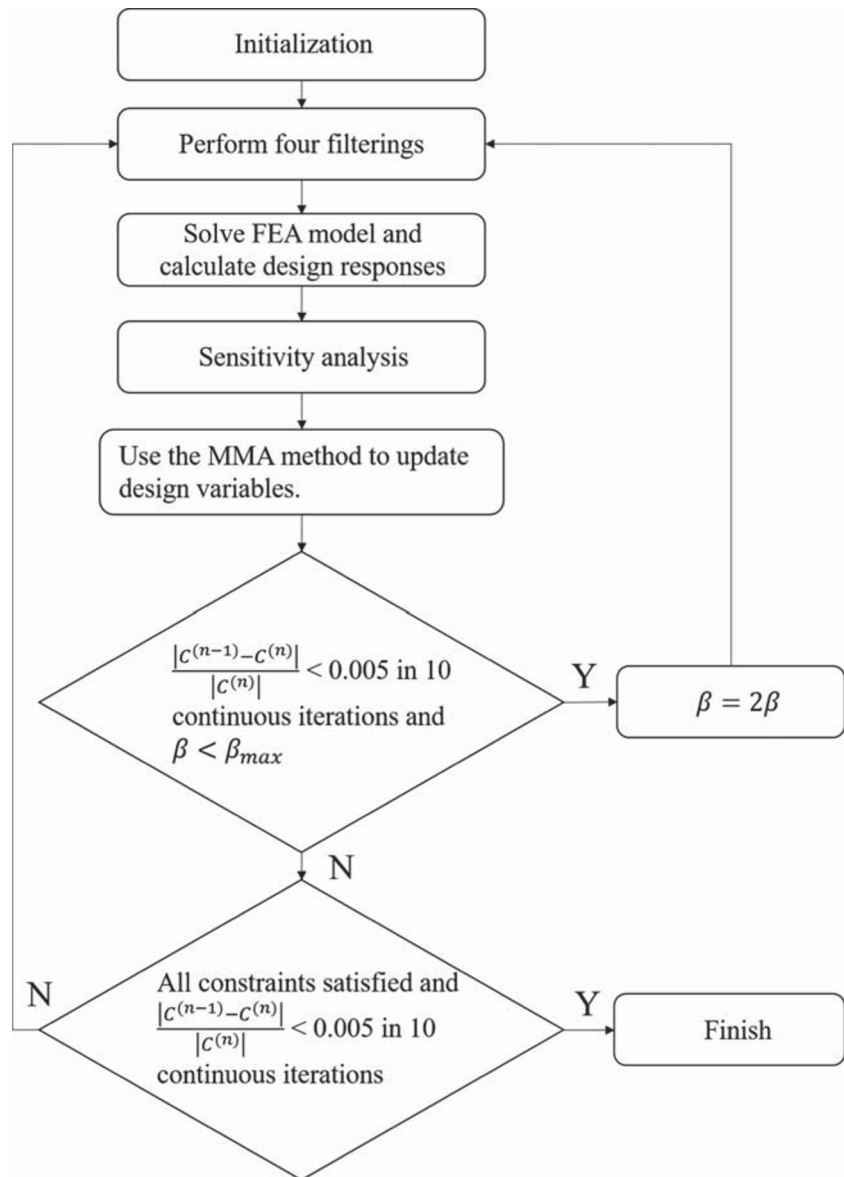 Initialization
Perform four filterings
Solve FEA model and
calculate design responses
Sensitivity analysis
Use the MMA method to update
design variables.
|C^{(n-1)}-C^{(n)}|/|C^{(n)}| < 0.005 in 10
continuous iterations and
β < β_{max}
Y
β = 2β
N
All constraints satisfied and
|C^{(n-1)}-C^{(n)}|/|C^{(n)}| < 0.005 in 10
continuous iterations
N
Y
Finish